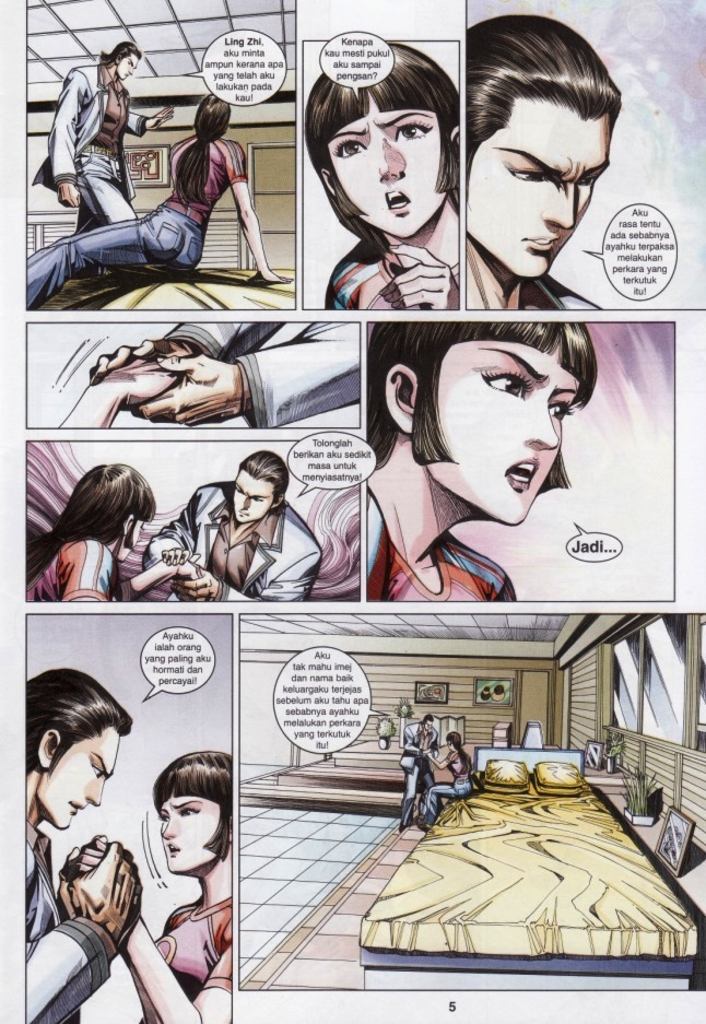 Ling Zhi,
aku minta
ampun kerana apa
yang telah aku
lakukan pada
kau!
Kenapa
kau mesti pukul
aku sampai
pengsan?
Aku
rasa tentu
ada sebabnya
ayahku terpaksa
melakukan
perkara yang
terkutuk
itu!
Tolonglah
berikan aku sedikit
masa untuk
menyiasatnya!
Jadi...
Ayahku
ialah orang
yang paling aku
hormati dan
percayai!
Aku
tak mahu imej
dan nama baik
keluargaku terjejas
sebelum aku tahu apa
sebabnya ayahku
melalukan perkara
yang terkutuk
itu!
5